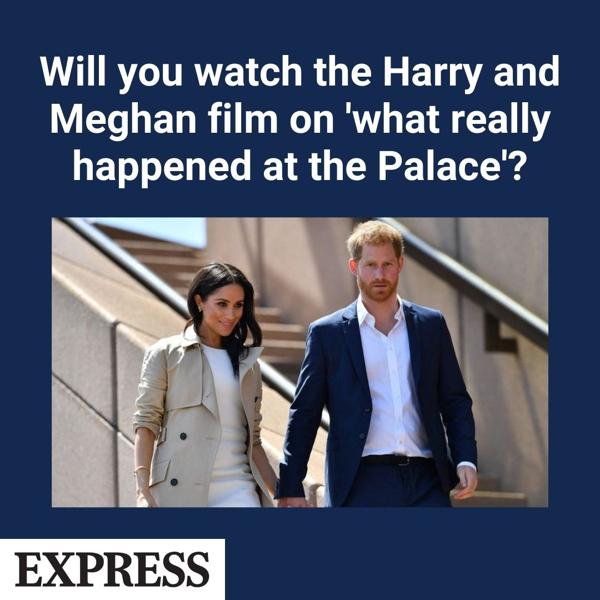 Will you watch the Harry and
Meghan film on 'what really
happened at the Palace'?
EXPRESS